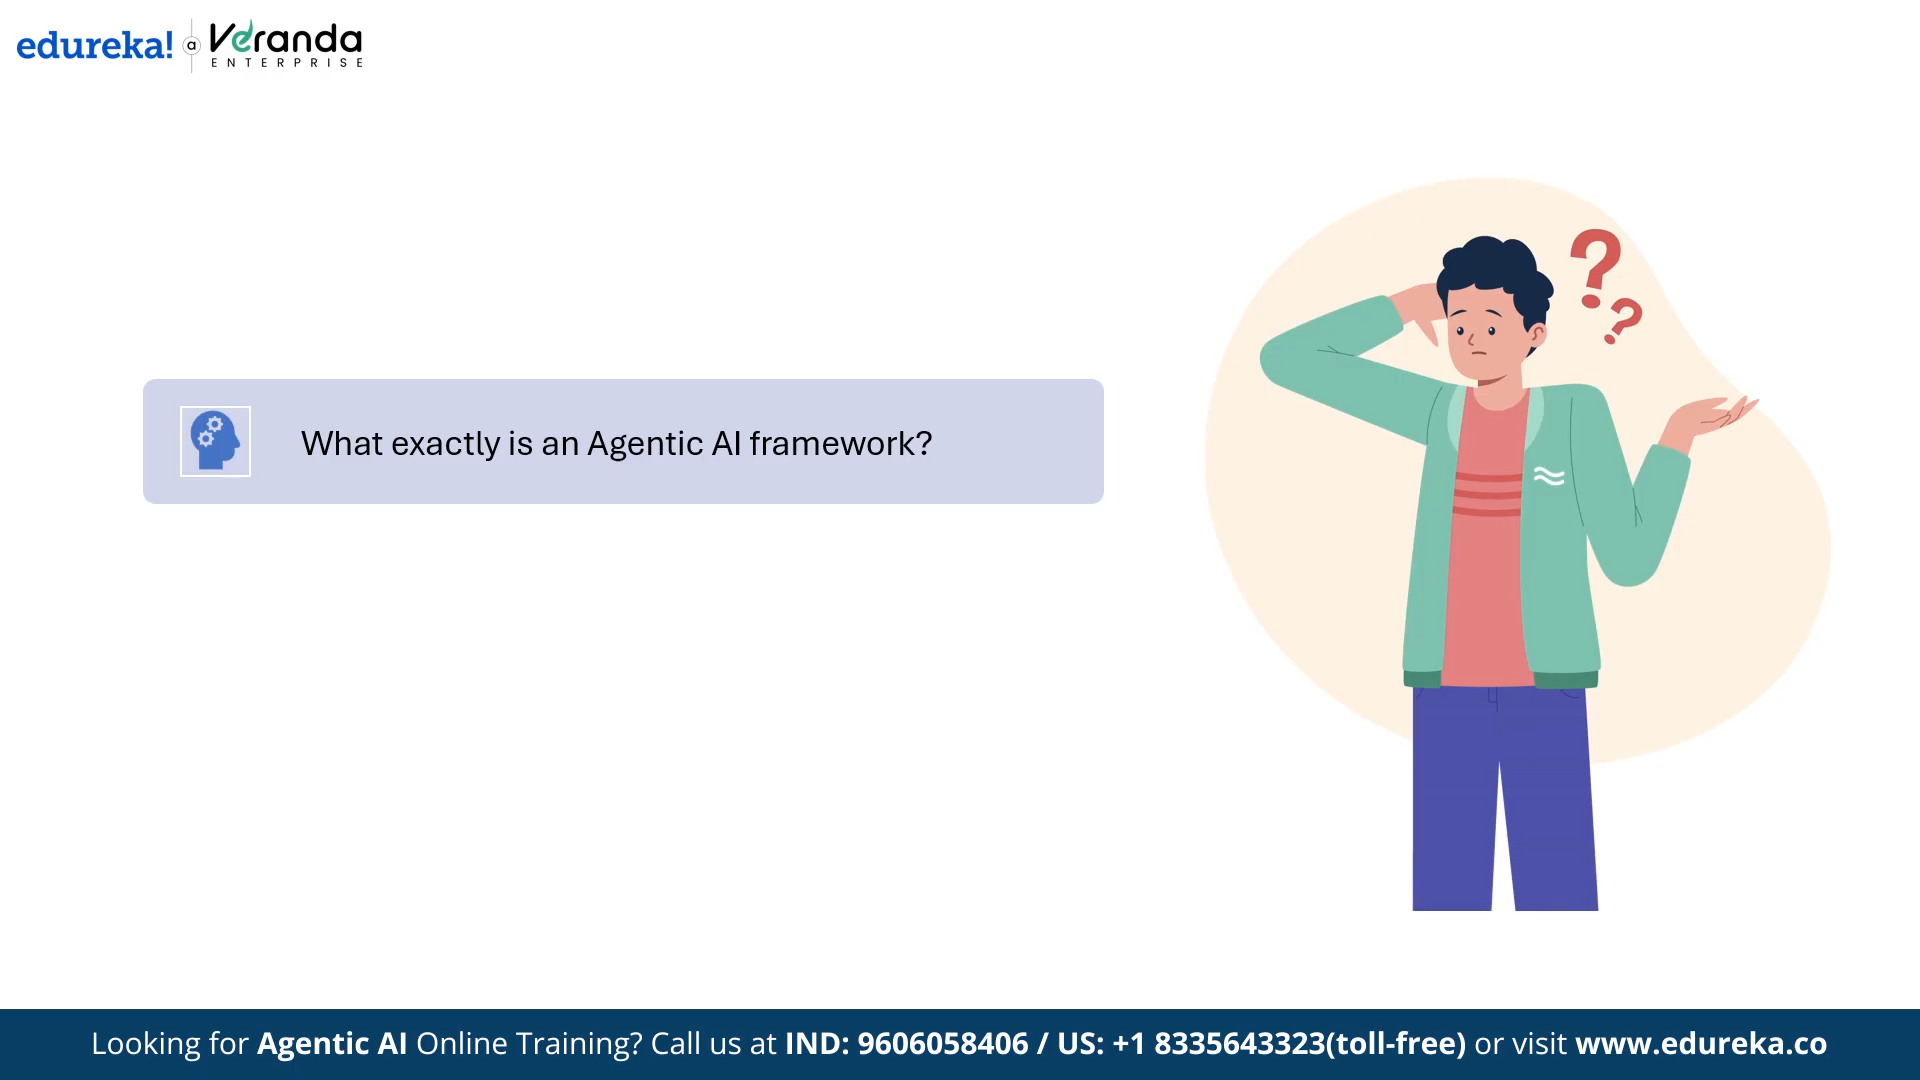 edureka! a Veranda
ENTERPRISE
??
What exactly is an Agentic AI framework?
Looking for Agentic AI Online Training? Call us at IND: 9606058406 / US: +1 8335643323(toll-free) or visit www.edureka.co